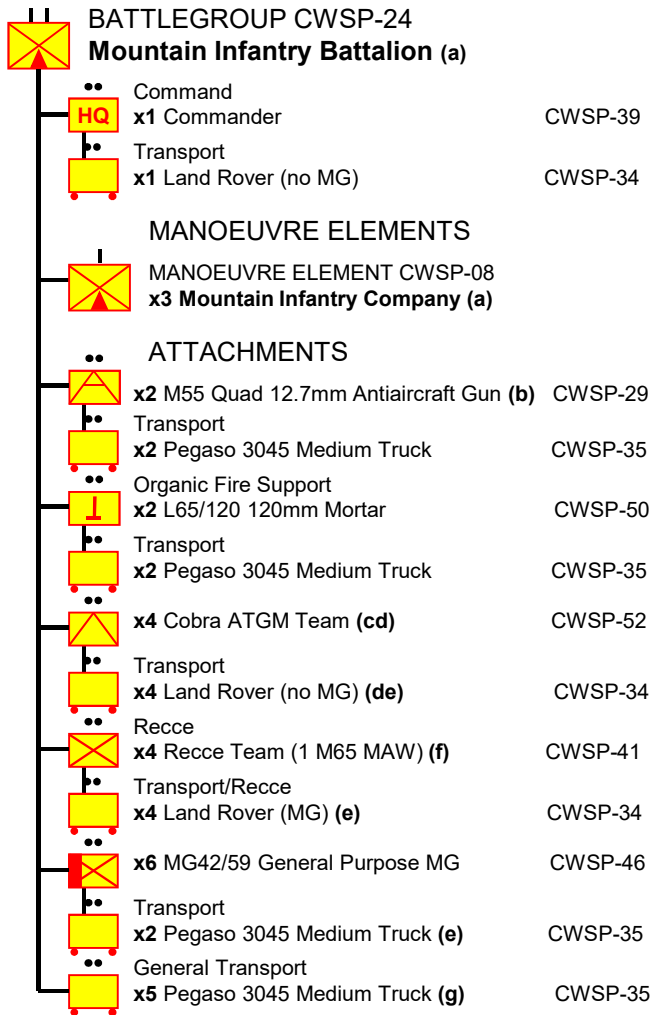 BATTLEGROUP CWSP-24
Mountain Infantry Battalion (a)
Command
HQ x1 Commander CWSP-39
Transport
x1 Land Rover (no MG) CWSP-34
MANOEUVRE ELEMENTS
MANOEUVRE ELEMENT CWSP-08
x3 Mountain Infantry Company (a)
ATTACHMENTS
x2 M55 Quad 12.7mm Antiaircraft Gun (b) CWSP-29
Transport
x2 Pegaso 3045 Medium Truck CWSP-35
Organic Fire Support
x2 L65/120 120mm Mortar CWSP-50
Transport
x2 Pegaso 3045 Medium Truck CWSP-35
x4 Cobra ATGM Team (cd) CWSP-52
Transport
x4 Land Rover (no MG) (de) CWSP-34
Recce
x4 Recce Team (1 M65 MAW) (f) CWSP-41
Transport/Recce
x4 Land Rover (MG) (e) CWSP-34
x6 MG42/59 General Purpose MG CWSP-46
Transport
x2 Pegaso 3045 Medium Truck (e) CWSP-35
General Transport
x5 Pegaso 3045 Medium Truck (g) CWSP-35